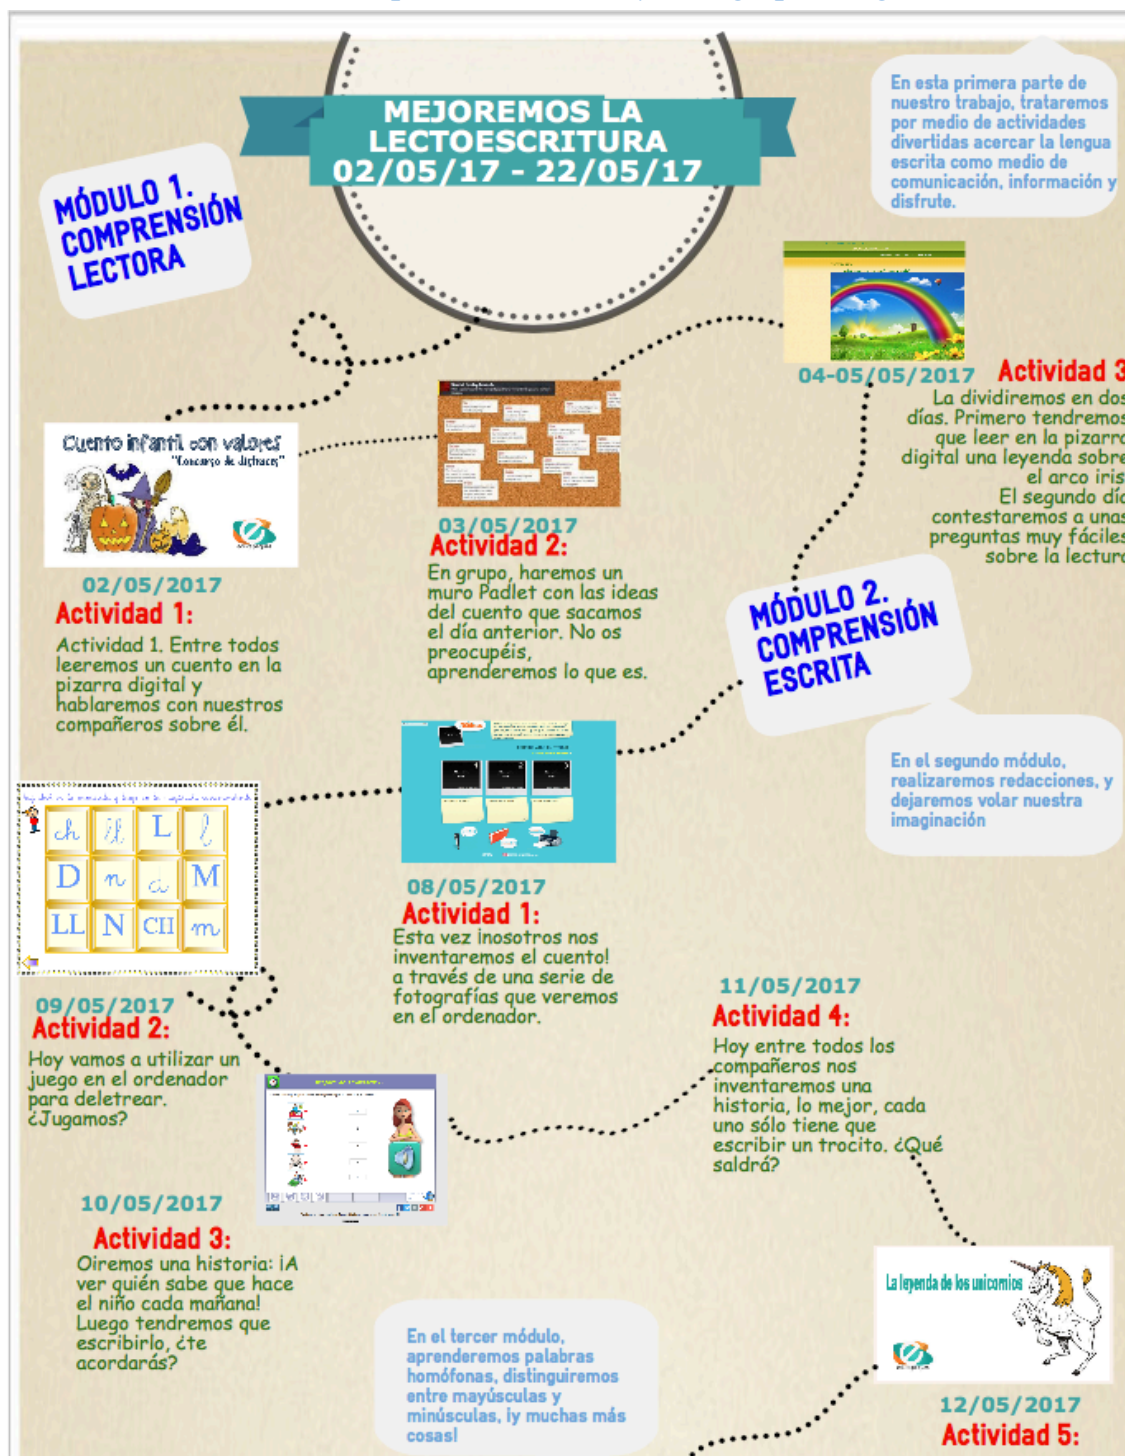 MEJOREMOS LA
LECTOESCRITURA
02/05/17 - 22/05/17
En esta primera parte de
nuestro trabajo, trataremos
por medio de actividades
divertidas acercar la lengua
escrita como medio de
comunicación, información y
disfrute.
MÓDULO 1.
COMPRENSIÓN
LECTORA
04-05/05/2017
Actividad 3
La dividiremos en dos
días. Primero tendremos
que leer en la pizarra
digital una leyenda sobre
el arco iris
El segundo día
contestaremos a unas
preguntas muy fáciles
sobre la lectura
Cuento infantil con valores
"Concurso de disfraces"
02/05/2017
Actividad 1:
Actividad 1. Entre todos
leeremos un cuento en la
pizarra digital y
hablaremos con nuestros
compañeros sobre él.
03/05/2017
Actividad 2:
En grupo, haremos un
muro Padlet con las ideas
del cuento que sacamos
el día anterior. No os
preocupéis,
aprenderemos lo que es.
MÓDULO 2.
COMPRENSIÓN
ESCRITA
En el segundo módulo,
realizaremos redacciones, y
dejaremos volar nuestra
imaginación
08/05/2017
Actividad 1:
Esta vez ¡nosotros nos
inventaremos el cuento!
a través de una serie de
fotografías que veremos
en el ordenador.
ch ll L l
D n a M
LL N CH m
09/05/2017
Actividad 2:
Hoy vamos a utilizar un
juego en el ordenador
para deletrear.
¿Jugamos?
10/05/2017
Actividad 3:
Oiremos una historia: ¡A
ver quién sabe que hace
el niño cada mañana!
Luego tendremos que
escribirlo, ¿te
acordarás?
11/05/2017
Actividad 4:
Hoy entre todos los
compañeros nos
inventaremos una
historia, lo mejor, cada
uno sólo tiene que
escribir un trocito. ¿Qué
saldrá?
La leyenda de los unicornios
12/05/2017
Actividad 5:
En el tercer módulo,
aprenderemos palabras
homófonas, distinguiremos
entre mayúsculas y
minúsculas, ¡y muchas más
cosas!